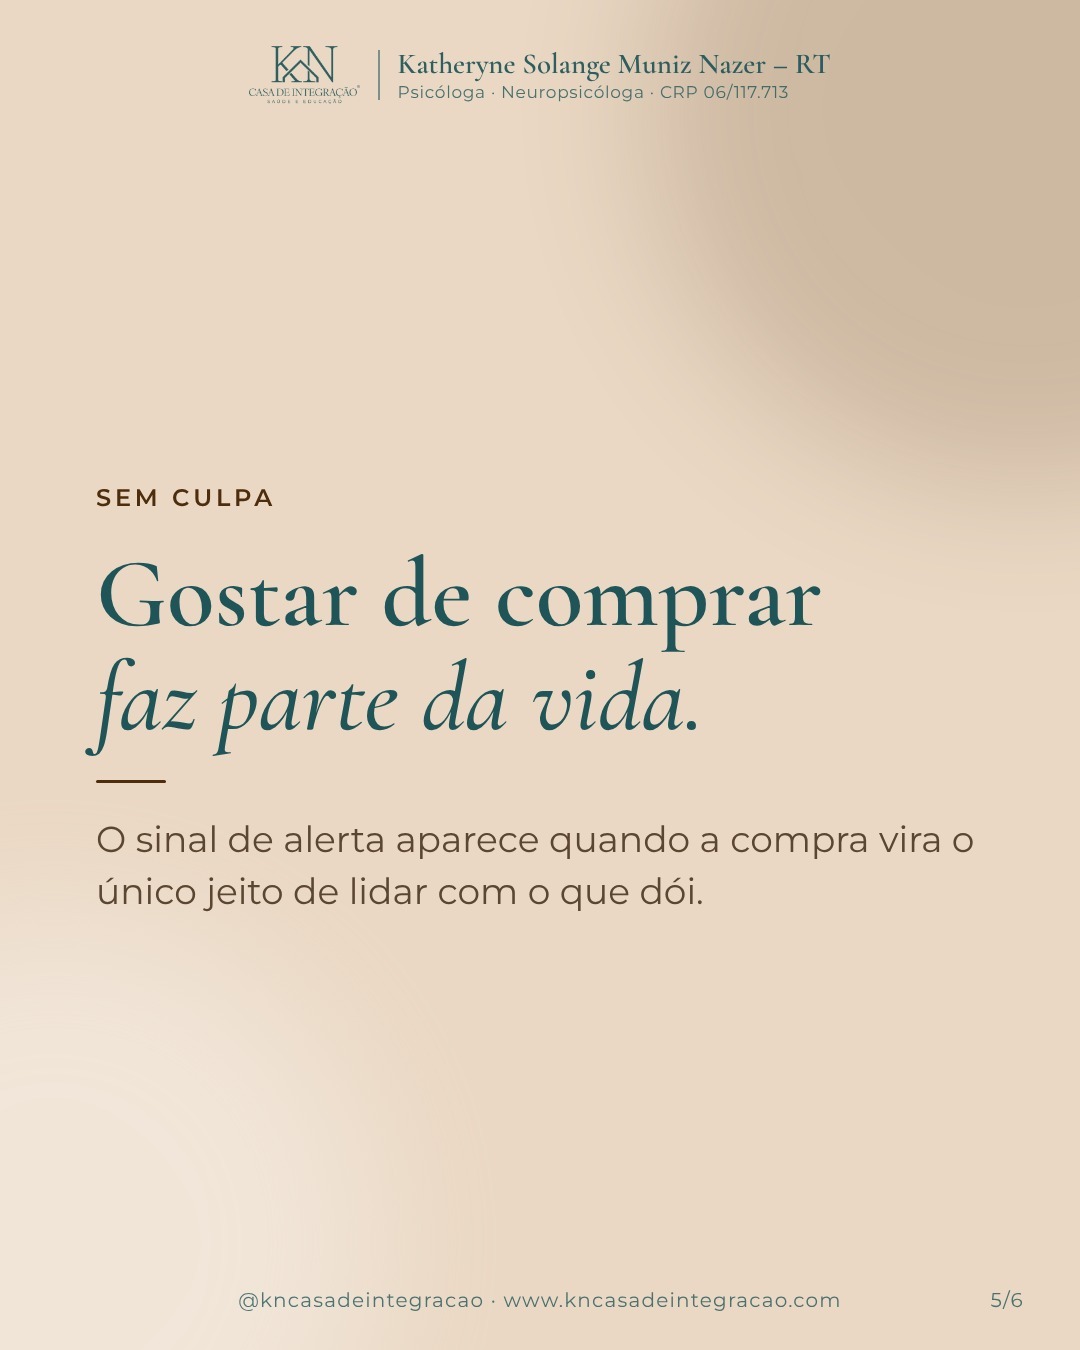 KN
CASA DE INTEGRAÇÃO®
SAÚDE E EDUCAÇÃO
Katheryne Solange Muniz Nazer – RT
Psicóloga · Neuropsicóloga · CRP 06/117.713
SEM CULPA
Gostar de comprar
faz parte da vida.
O sinal de alerta aparece quando a compra vira o
único jeito de lidar com o que dói.
@kncasadeintegracao · www.kncasadeintegracao.com
5/6